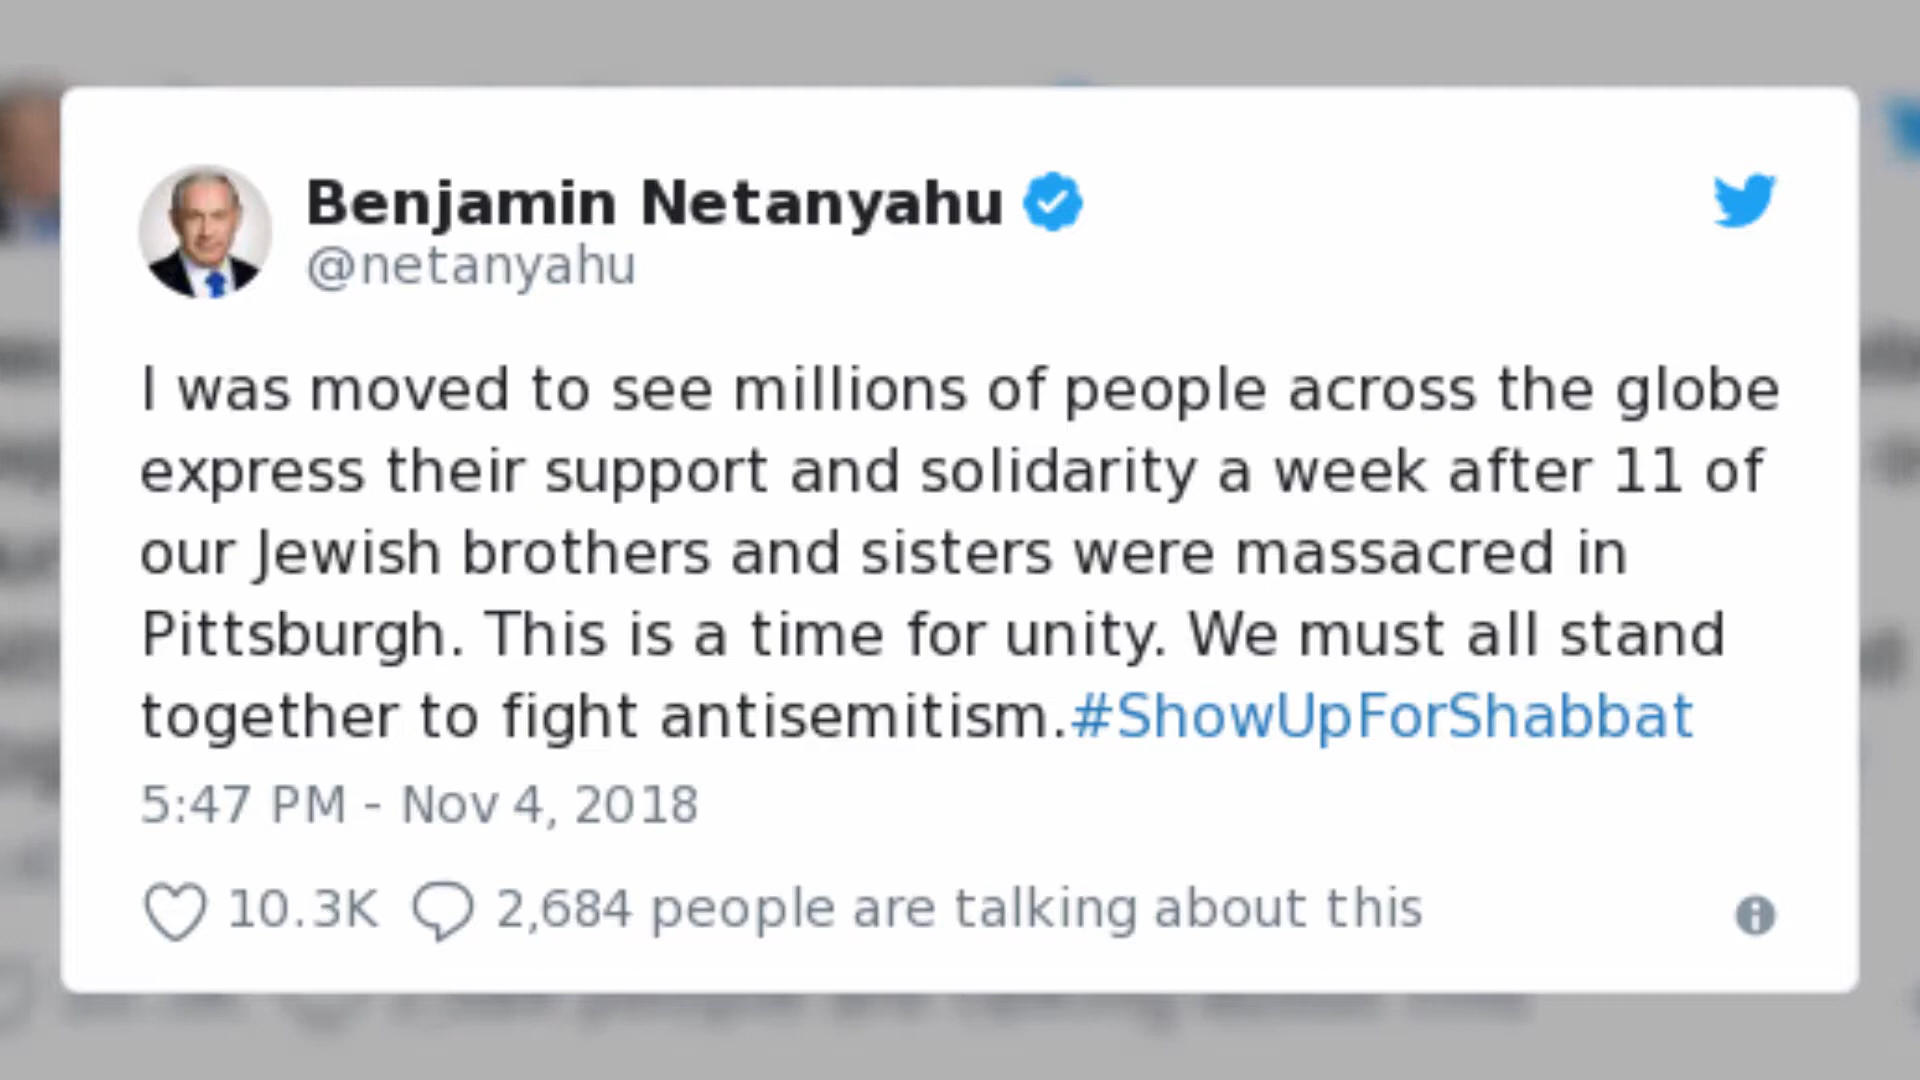 Benjamin Netanyahu
@netanyahu
I was moved to see millions of people across the globe
express their support and solidarity a week after 11 of
our Jewish brothers and sisters were massacred in
Pittsburgh. This is a time for unity. We must all stand
together to fight antisemitism.#ShowUpForShabbat
5:47 PM - Nov 4, 2018
10.3K 2,684 people are talking about this